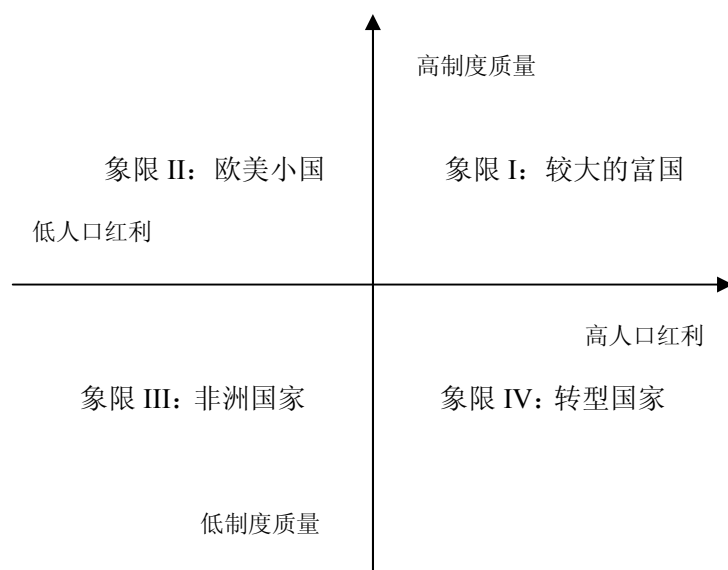 高制度质量
象限 II：欧美小国
象限 I：较大的富国
低人口红利
高人口红利
象限 III：非洲国家
象限 IV：转型国家
低制度质量